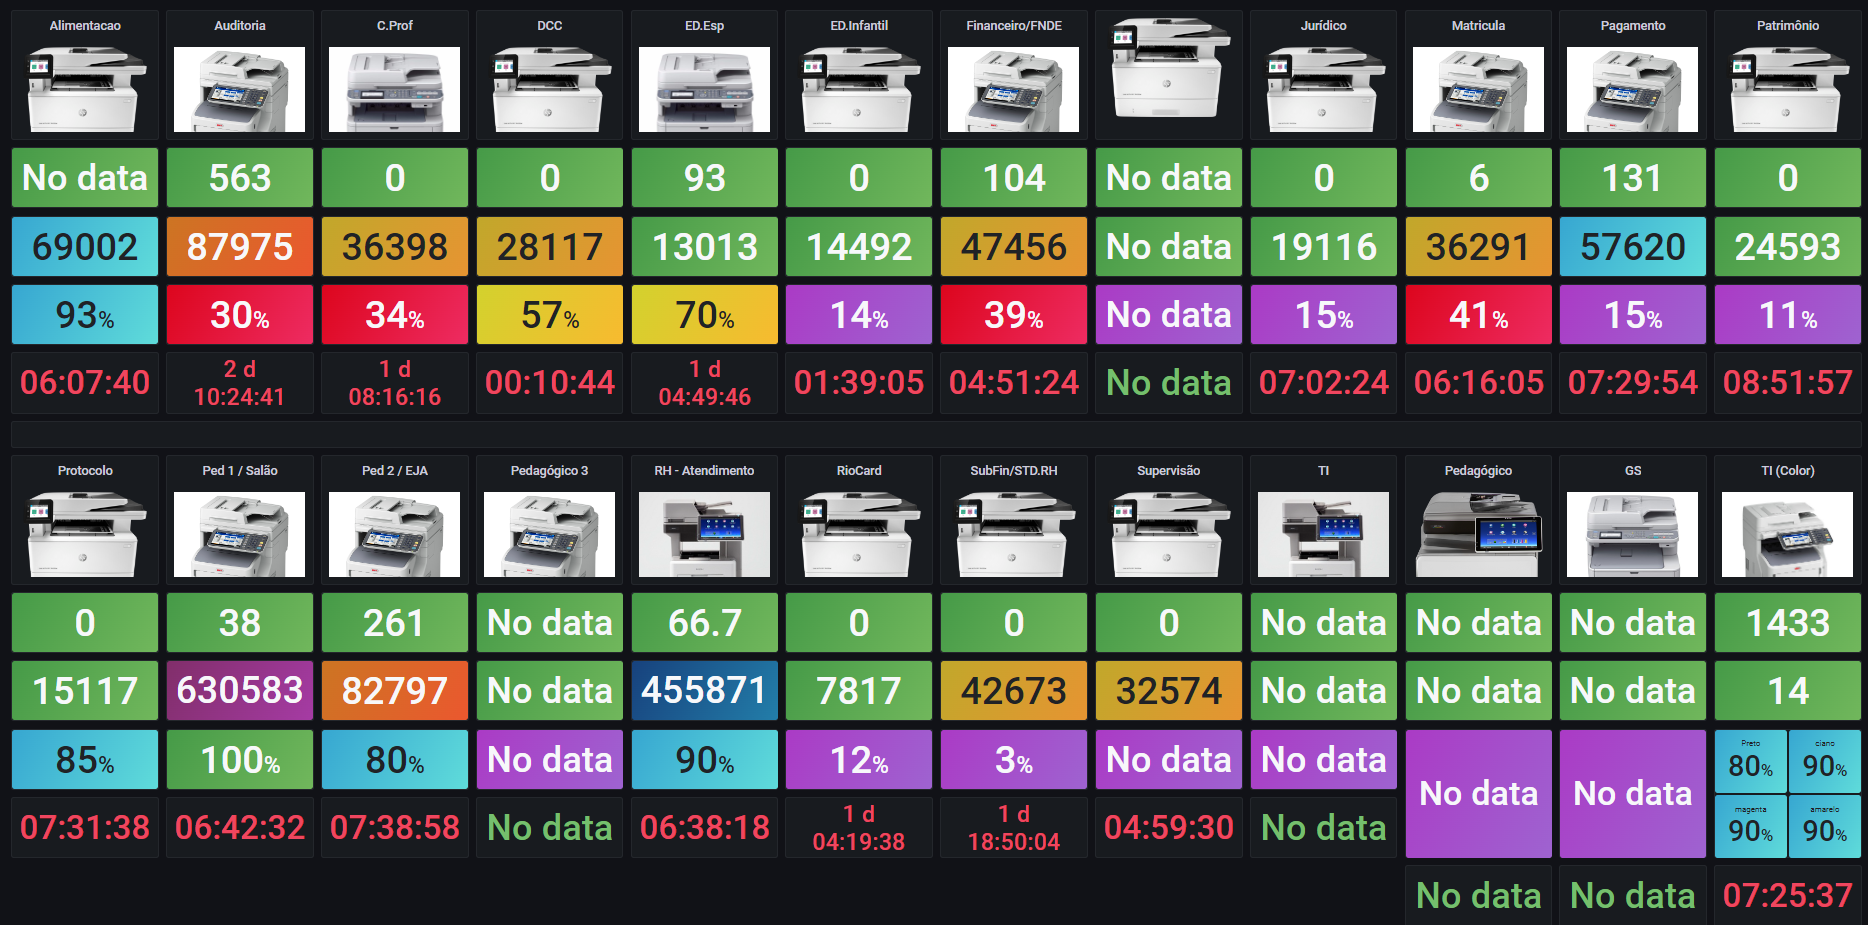 Alimentacao Auditoria C.Prof DCC ED.Esp ED.Infantil Financeiro/FNDE Jurídico Matricula Pagamento Patrimônio
No data 563 0 0 93 0 104 No data 0 6 131 0
69002 87975 36398 28117 13013 14492 47456 No data 19116 36291 57620 24593
93% 30% 34% 57% 70% 14% 39% No data 15% 41% 15% 11%
06:07:40 2 d 10:24:41 1 d 08:16:16 00:10:44 1 d 04:49:46 01:39:05 04:51:24 No data 07:02:24 06:16:05 07:29:54 08:51:57
Protocolo Ped 1 / Salão Ped 2 / EJA Pedagógico 3 RH - Atendimento RioCard SubFin/STD.RH Supervisão TI Pedagógico GS TI (Color)
0 38 261 No data 66.7 0 0 0 No data No data No data 1433
15117 630583 82797 No data 455871 7817 42673 32574 No data No data No data 14
85% 100% 80% No data 90% 12% 3% No data No data No data No data Preto 80% ciano 90%
magenta 90% amarelo 90%
07:31:38 06:42:32 07:38:58 No data 06:38:18 1 d 04:19:38 1 d 18:50:04 04:59:30 No data
No data No data 07:25:37